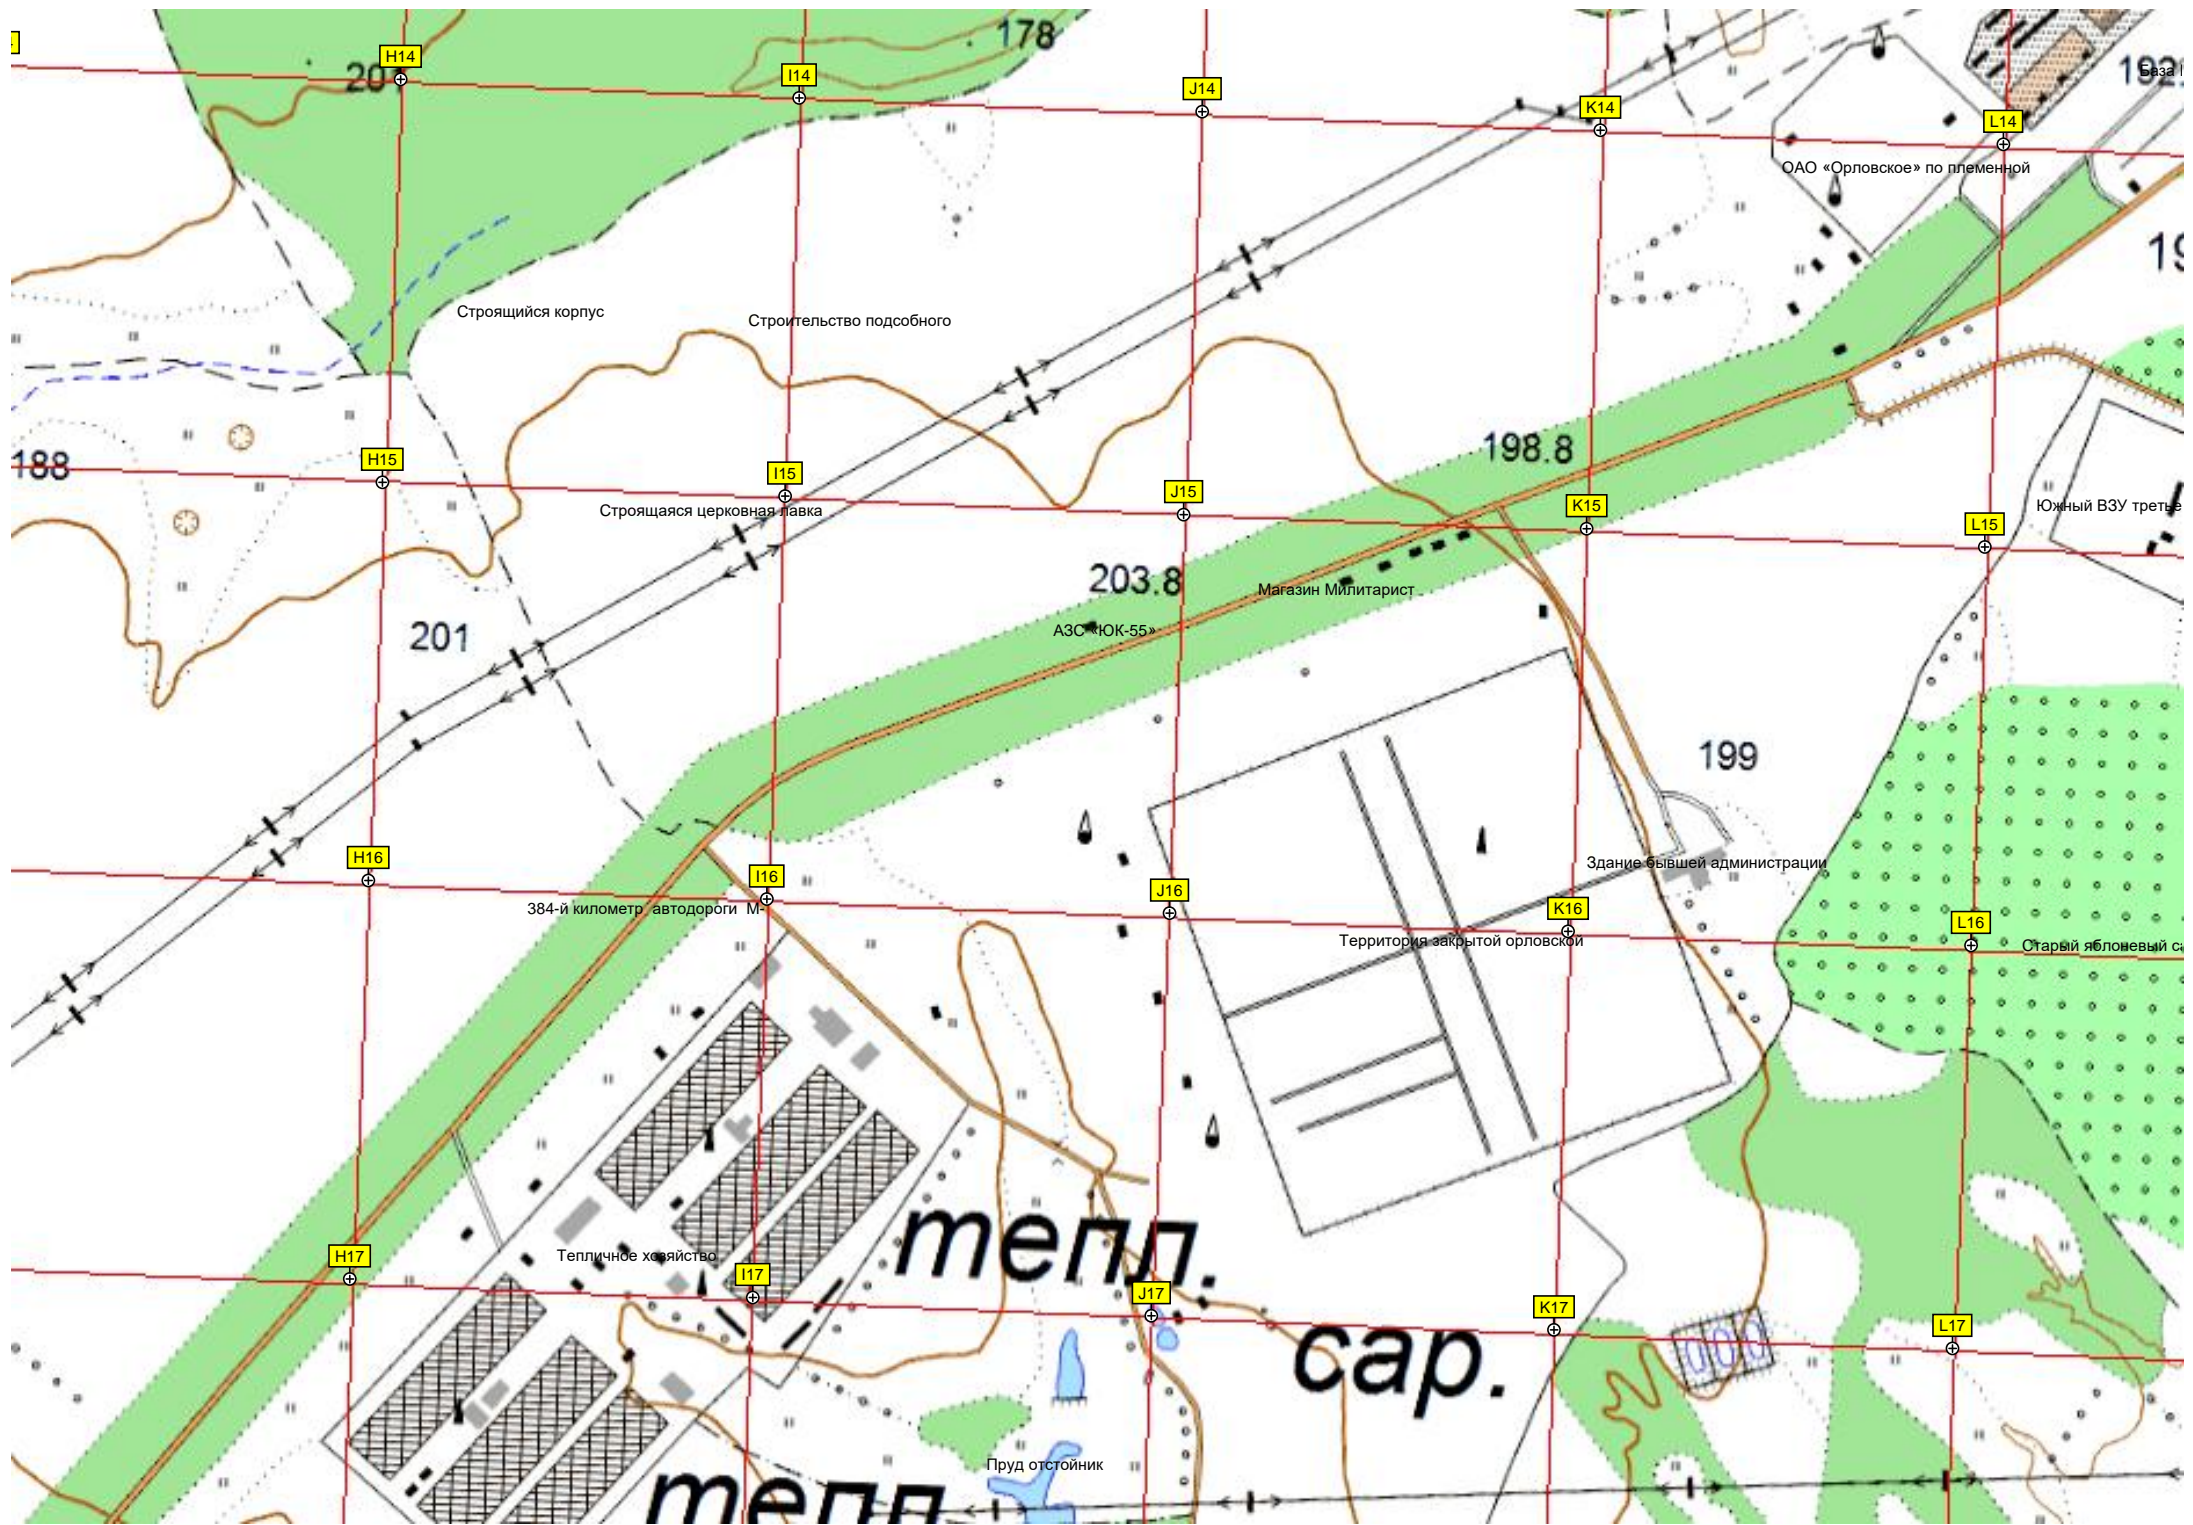 178
H14
201
I14
J14
K14
192
База
L14
ОАО «Орловское» по племенной
Строящийся корпус
Строительство подсобного
198.8
188
H15
I15
J15
K15
L15
Строящаяся церковная лавка
Южный ВЗУ третье
203.8
Магазин Милитарист
АЗС «ЮК-55»
201
199
H16
I16
J16
K16
L16
Здание бывшей администрации
384-й километр автодороги М-
Территория закрытой орловской
Старый яблоневый с
тепл.
H17
Тепличное хозяйство
I17
J17
K17
L17
сар.
Пруд отстойник
тепл